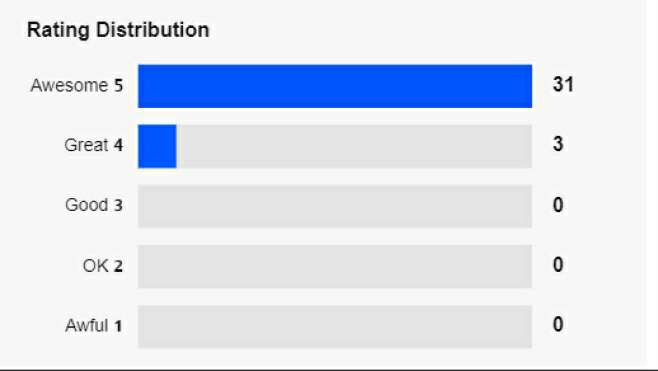 Rating Distribution
Awesome 5 31
Great 4 3
Good 3 0
OK 2 0
Awful 1 0